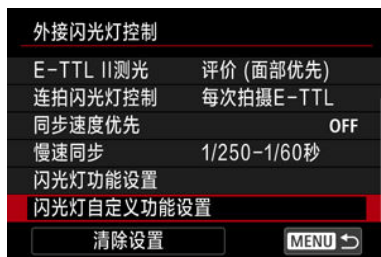 外接闪光灯控制
E-TTL II测光 评价 (面部优先)
连拍闪光灯控制 每次拍摄E-TTL
同步速度优先 OFF
慢速同步 1/250-1/60秒
闪光灯功能设置
闪光灯自定义功能设置
清除设置 MENU